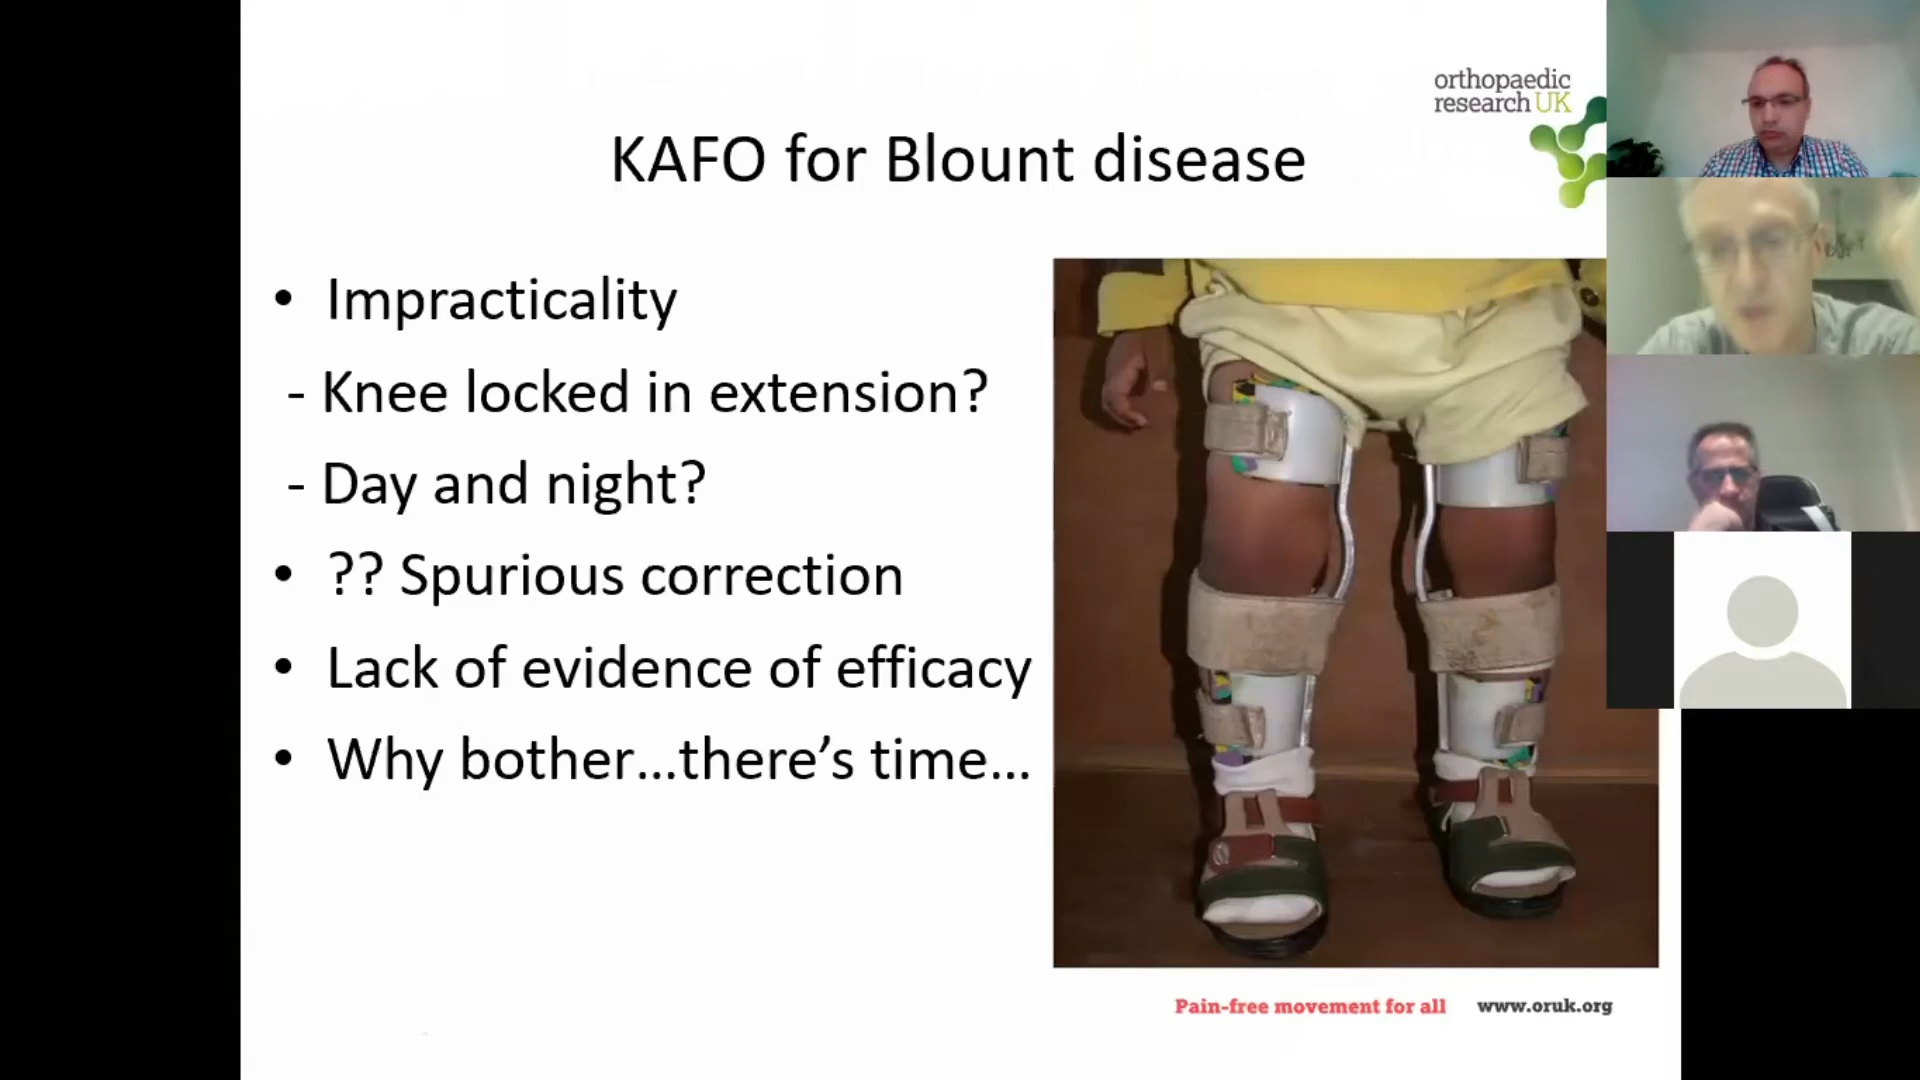 orthopaedic
research UK
KAFO for Blount disease
• Impracticality
- Knee locked in extension?
- Day and night?
• ?? Spurious correction
• Lack of evidence of efficacy
• Why bother…there’s time…
Pain-free movement for all www.oruk.org